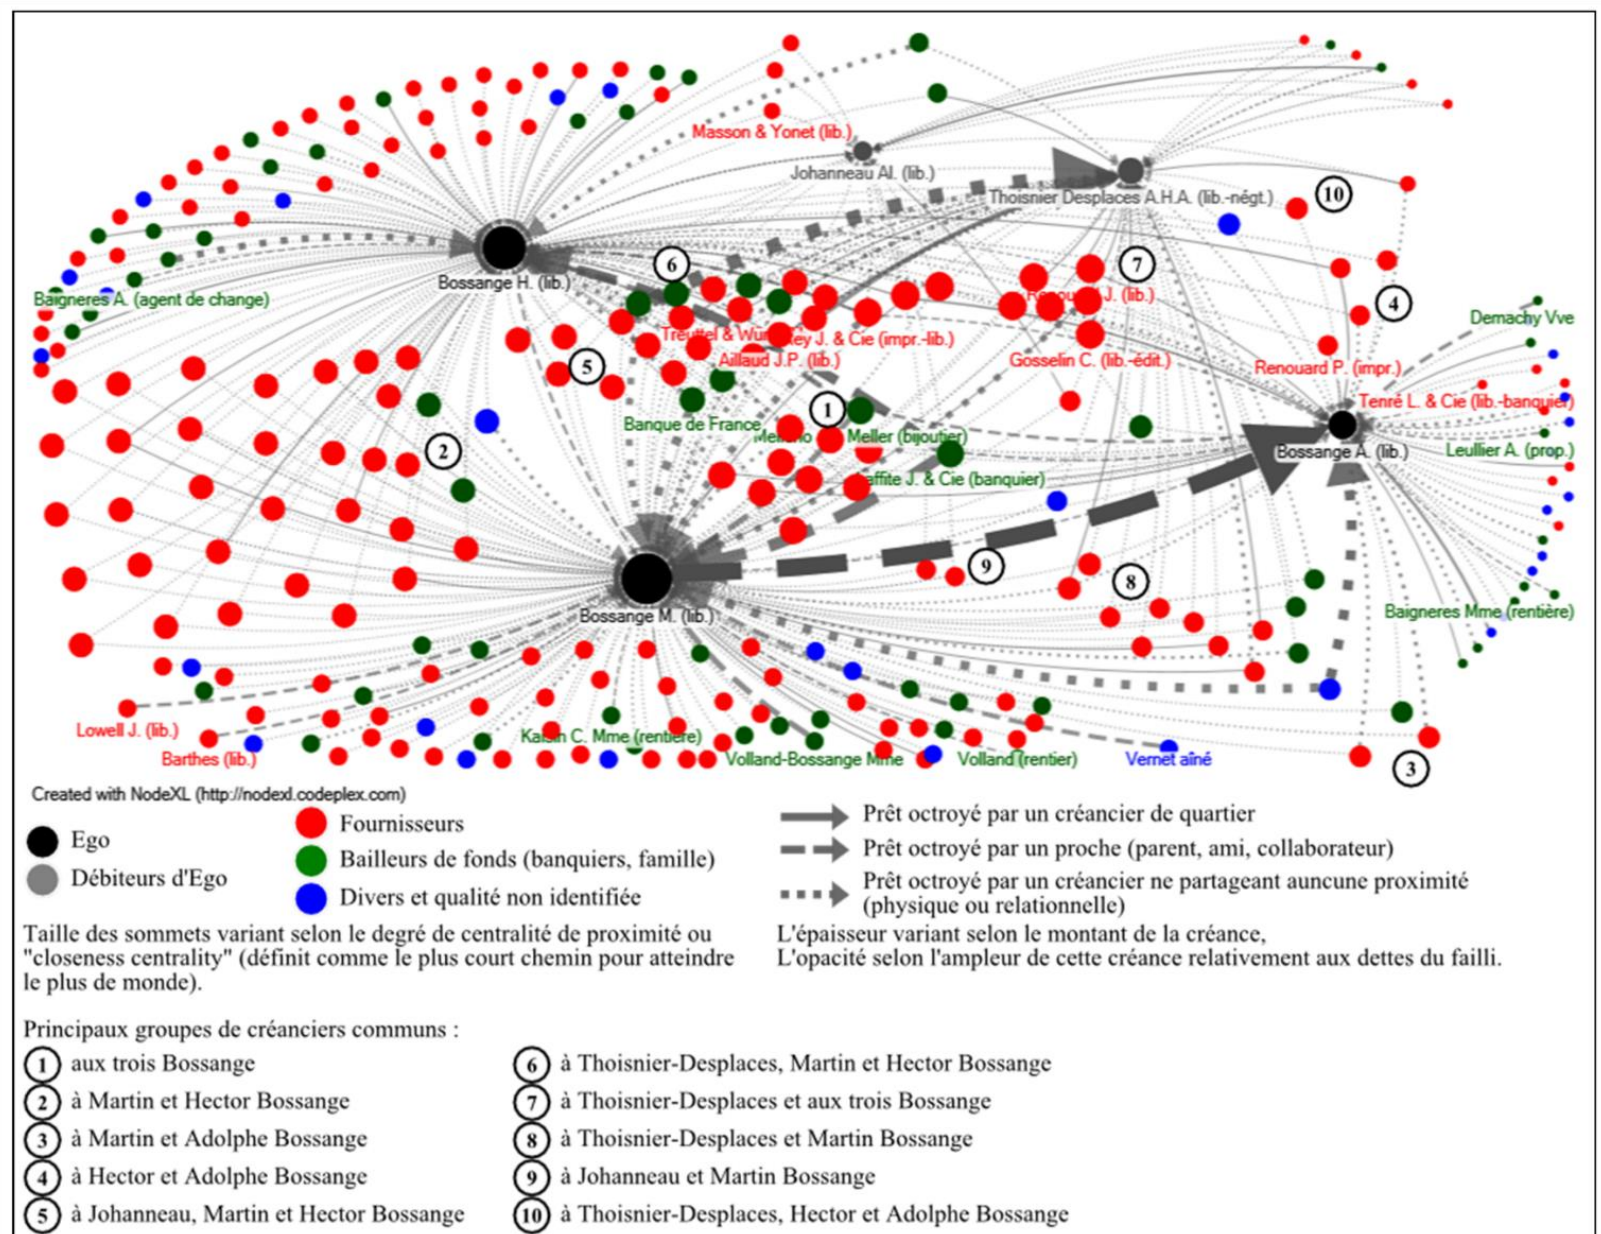 Masson & Yonet (lib.)
Johanneau Al. (lib.)
Thoisnier Desplaces A.H.A. (lib.-négt.)
10
6
7
Bossange H. (lib.)
Baigneres A. (agent de change)
J. (lib.)
4
Demachy Vve
Treuttel & Wür
ey J. & Cie (impr.-lib.)
Aillaud J.P. (lib.)
Gosselin C. (lib.-édit.)
Renouard P. (impr.)
5
Tenré L. & Cie (lib.-banquier)
1
Banque de France
Meller (bijoutier)
2
Bossange A. (lib.)
Leullier A. (prop.)
affite J. & Cie (banquier)
9
8
Bossange M. (lib.)
Baigneres Mme (rentière)
Lowell J. (lib.)
Barthes (lib.)
C. Mme (rentière)
Volland-Bossange Mme
Volland (rentier)
Vernet aîné
3
Created with NodeXL (http://nodexl.codeplex.com)
Ego
Débiteurs d'Ego
Fournisseurs
Bailleurs de fonds (banquiers, famille)
Divers et qualité non identifiée
Prêt octroyé par un créancier de quartier
Prêt octroyé par un proche (parent, ami, collaborateur)
Prêt octroyé par un créancier ne partageant auncune proximité
(physique ou relationnelle)
Taille des sommets variant selon le degré de centralité de proximité ou
"closeness centrality" (définit comme le plus court chemin pour atteindre
le plus de monde).
L'épaisseur variant selon le montant de la créance,
L'opacité selon l'ampleur de cette créance relativement aux dettes du failli.
Principaux groupes de créanciers communs :
1 aux trois Bossange
2 à Martin et Hector Bossange
3 à Martin et Adolphe Bossange
4 à Hector et Adolphe Bossange
5 à Johanneau, Martin et Hector Bossange
6 à Thoisnier-Desplaces, Martin et Hector Bossange
7 à Thoisnier-Desplaces et aux trois Bossange
8 à Thoisnier-Desplaces et Martin Bossange
9 à Johanneau et Martin Bossange
10 à Thoisnier-Desplaces, Hector et Adolphe Bossange